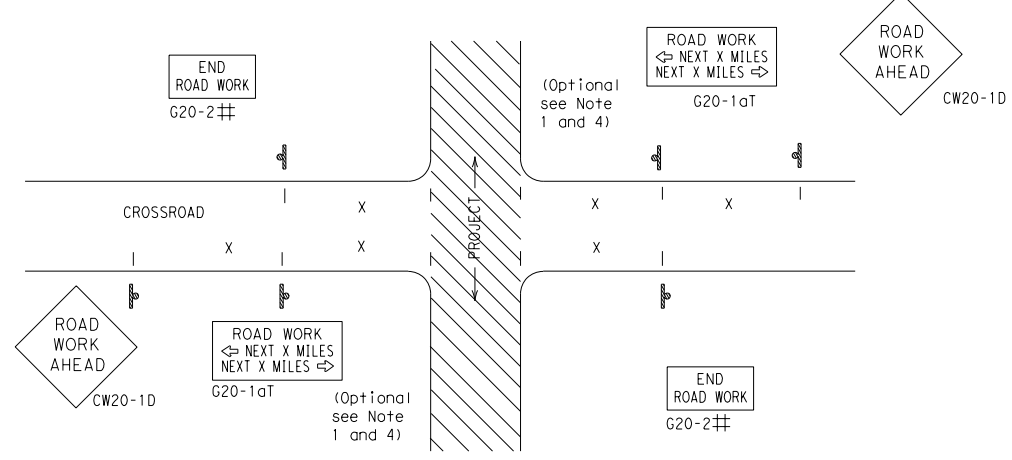 END
ROAD WORK
G20-2#
(Optional
see Note
1 and 4)
ROAD WORK
⇦ NEXT X MILES
NEXT X MILES ⇨
G20-1aT
ROAD
WORK
AHEAD
CW20-1D
CROSSROAD
X
X
X
PROJECT
X
X
X
ROAD
WORK
AHEAD
CW20-1D
ROAD WORK
⇦ NEXT X MILES
NEXT X MILES ⇨
G20-1aT
(Optional
see Note
1 and 4)
END
ROAD WORK
G20-2#